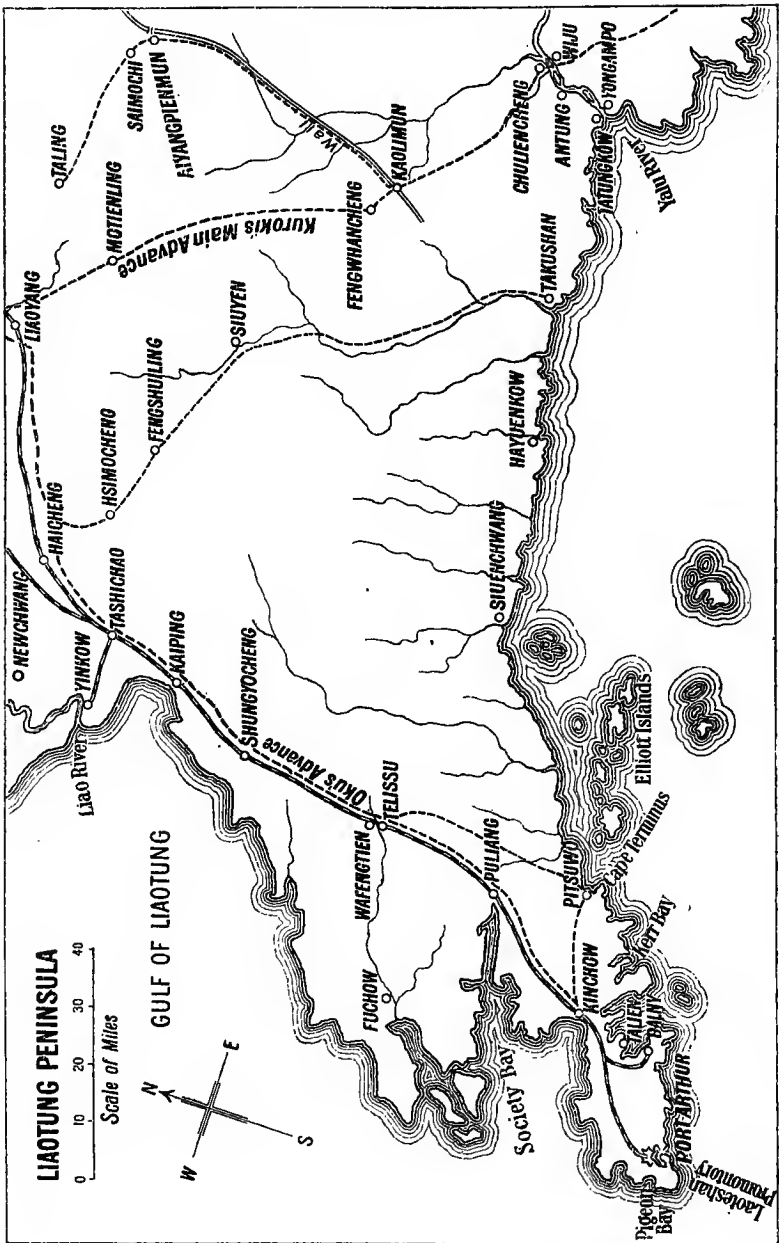 LIAOTUNG PENINSULA
0 10 20 30 40
Scale of Miles
N
E
S
W
GULF OF LIAOTUNG
Liao River
NEWCHWANG
YINKOW
TASHICHAO
HAICHENG
LIAOYANG
KAIPING
HSIMOCHENG
FENGSHUILING
SIUYEN
MOTIENLING
TALING
SAIMOCHI
AIYANGPIENMUN
Kuroki's Main Advance
Wall
FENGWHANCHENG
KAOLIMUN
CHULIENCHENG
WIJU
ANTUNG
YONGAMPO
TATUNGKOW
Yalu River
TAKUSHAN
SHUNGYOCHENG
Oku's Advance
WAFENGTIEN
TELISSU
FUCHOW
PULIANG
HAYUENKOW
SIUENCHWANG
Elliott Islands
PITSUWO
Cape Terminus
Kerr Bay
Society Bay
KINCHOW
TALIEN
DALNY
PORT ARTHUR
Pigeon
Bay
Laoteshan
Promontory